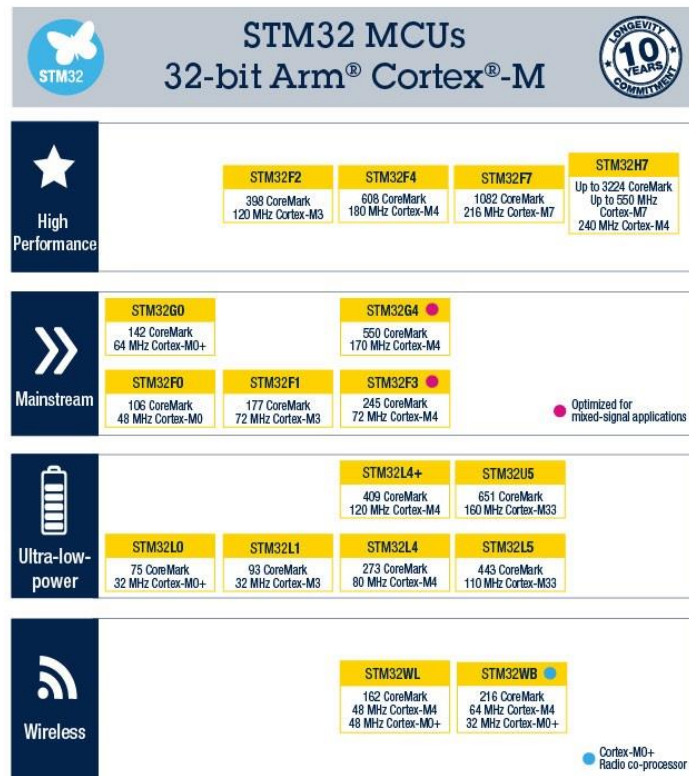 STM32
STM32 MCUs
32-bit Arm® Cortex®-M
LONGEVITY
10
YEARS
COMMITMENT
High
Performance
STM32F2
398 CoreMark
120 MHz Cortex-M3
STM32F4
608 CoreMark
180 MHz Cortex-M4
STM32F7
1082 CoreMark
216 MHz Cortex-M7
STM32H7
Up to 3224 CoreMark
Up to 550 MHz
Cortex-M7
240 MHz Cortex-M4
Mainstream
STM32G0
142 CoreMark
64 MHz Cortex-M0+
STM32G4
550 CoreMark
170 MHz Cortex-M4
STM32F0
106 CoreMark
48 MHz Cortex-M0
STM32F1
177 CoreMark
72 MHz Cortex-M3
STM32F3
245 CoreMark
72 MHz Cortex-M4
Optimized for
mixed-signal applications
Ultra-low-
power
STM32L4+
409 CoreMark
120 MHz Cortex-M4
STM32U5
651 CoreMark
160 MHz Cortex-M33
STM32L0
75 CoreMark
32 MHz Cortex-M0+
STM32L1
93 CoreMark
32 MHz Cortex-M3
STM32L4
273 CoreMark
80 MHz Cortex-M4
STM32L5
443 CoreMark
110 MHz Cortex-M33
Wireless
STM32WL
162 CoreMark
48 MHz Cortex-M4
48 MHz Cortex-M0+
STM32WB
216 CoreMark
64 MHz Cortex-M4
32 MHz Cortex-M0+
Cortex-M0+
Radio co-processor